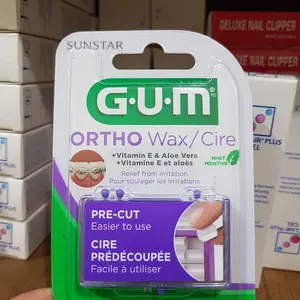 SUNSTAR
G·U·M
ORTHO Wax/Cire
+Vitamin E & Aloe Vera
+Vitamine E et aloès
MINT
MENTHE
Relief from irritation
Pour soulager les irritations
PRE-CUT
Easier to use
CIRE
PRÉDÉCOUPÉE
Facile à utiliser
DELUXE NAIL CLIPPER
PLUS